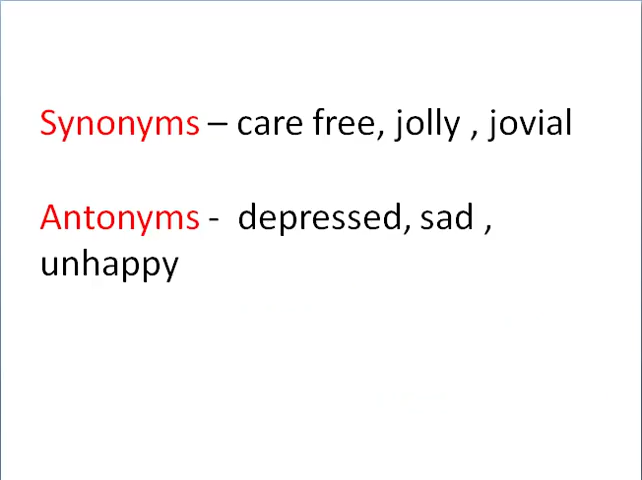 Synonyms – care free, jolly , jovial
Antonyms -  depressed, sad ,
unhappy